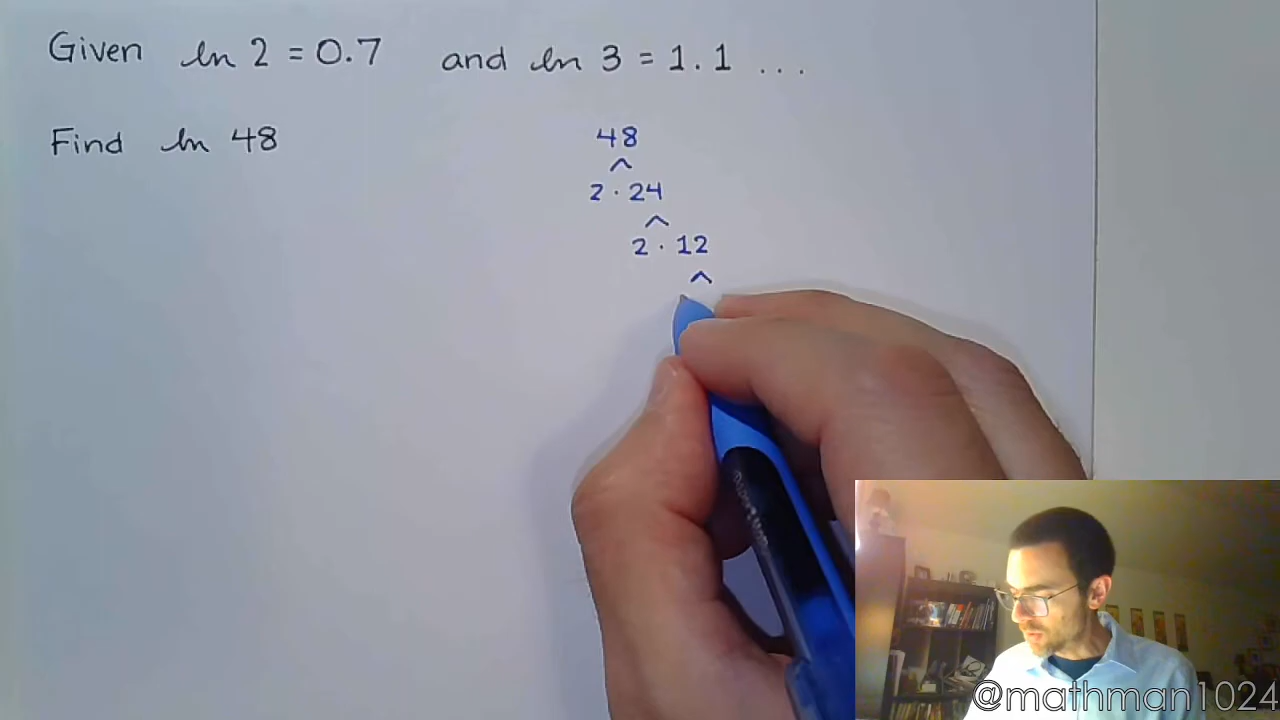 Given ln 2 = 0.7 and ln 3 = 1.1 ...
Find ln 48
48
^
2 · 24
^
2 · 12
^
@mathman1024